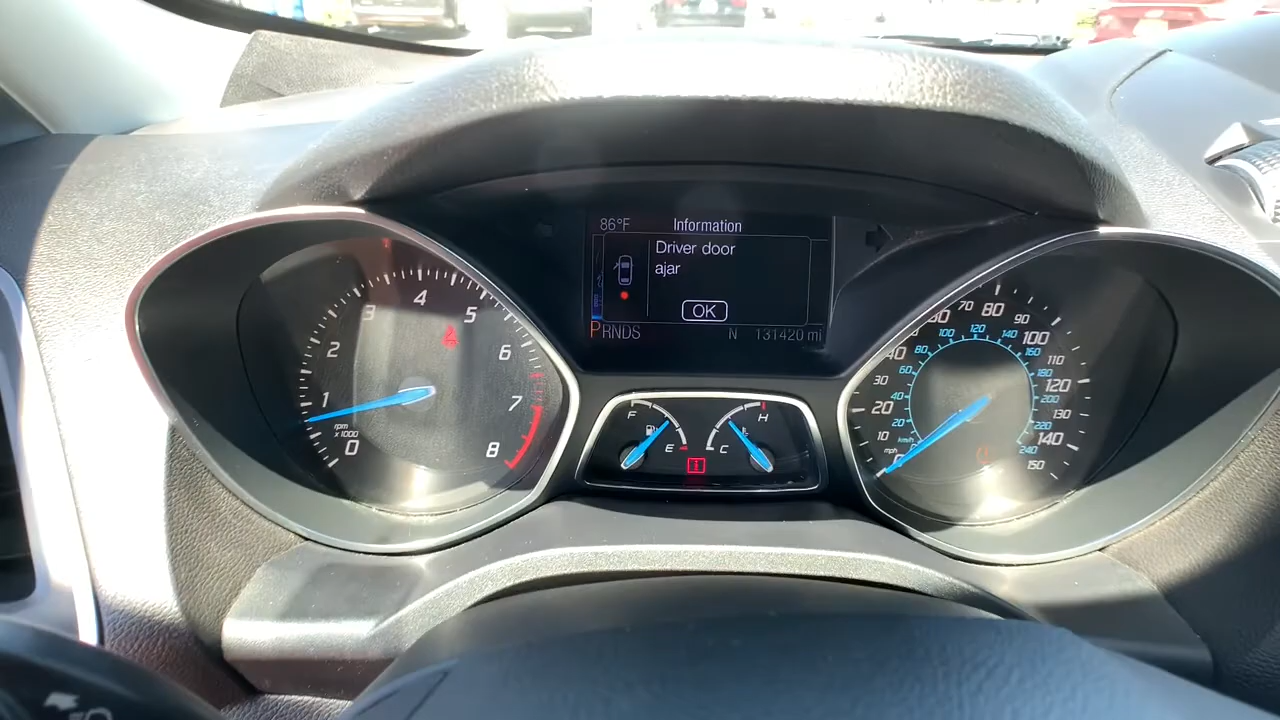 86°F Information
Driver door
ajar
OK
PRNDS N 131420 mi
0 1 2 3 4 5 6 7 8
rpm
x1000
F E
C H
10 20 30 40 70 80 90 100 110 120 130 140 150
20 40 60 80 100 120 140 160 180 200 220 240
km/h
mph